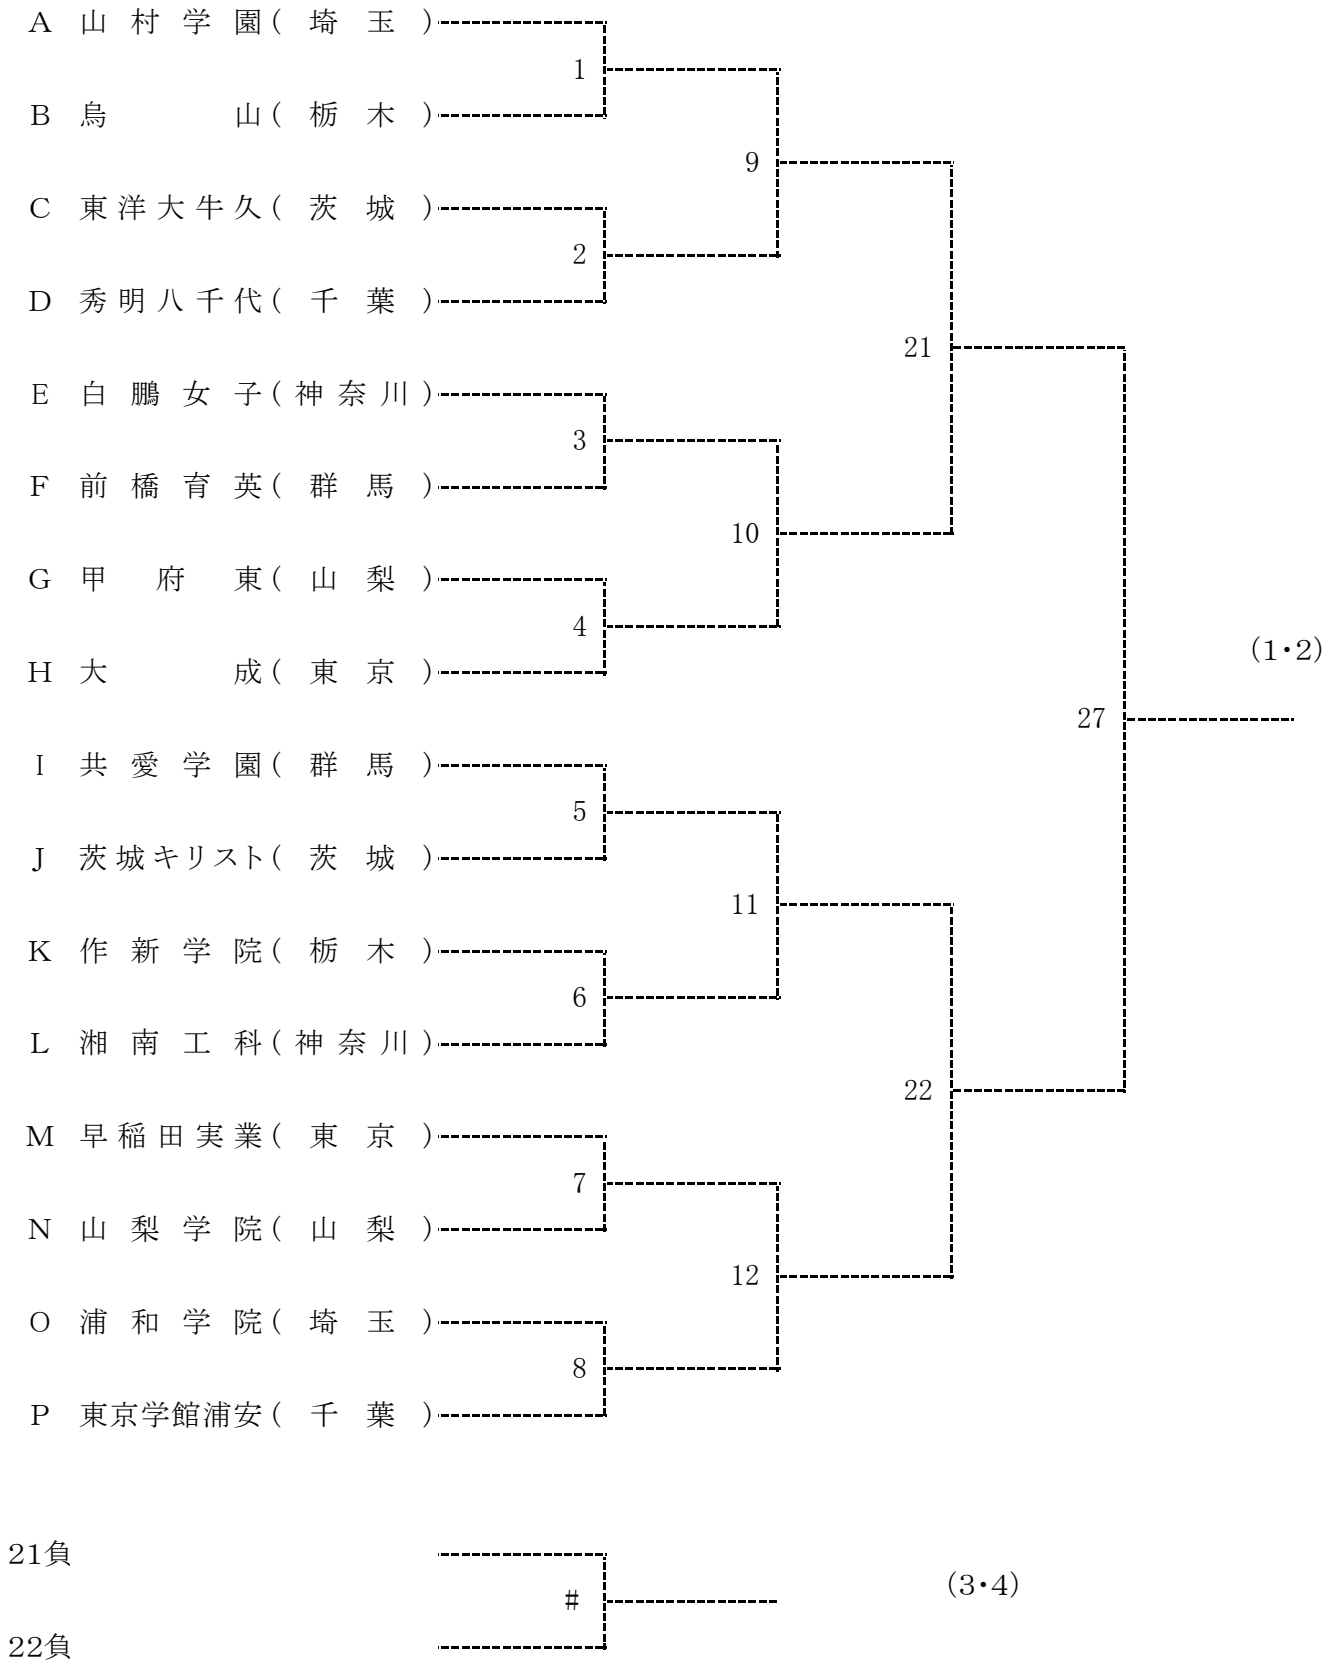 A 山村学園(埼玉)
1
B 烏山(栃木)
9
C 東洋大牛久(茨城)
2
D 秀明八千代(千葉)
21
E 白鵬女子(神奈川)
3
F 前橋育英(群馬)
10
G 甲府東(山梨)
4
(1・2)
H 大成(東京)
27
I 共愛学園(群馬)
5
J 茨城キリスト(茨城)
11
K 作新学院(栃木)
6
L 湘南工科(神奈川)
22
M 早稲田実業(東京)
7
N 山梨学院(山梨)
12
O 浦和学院(埼玉)
8
P 東京学館浦安(千葉)
21負
# (3・4)
22負